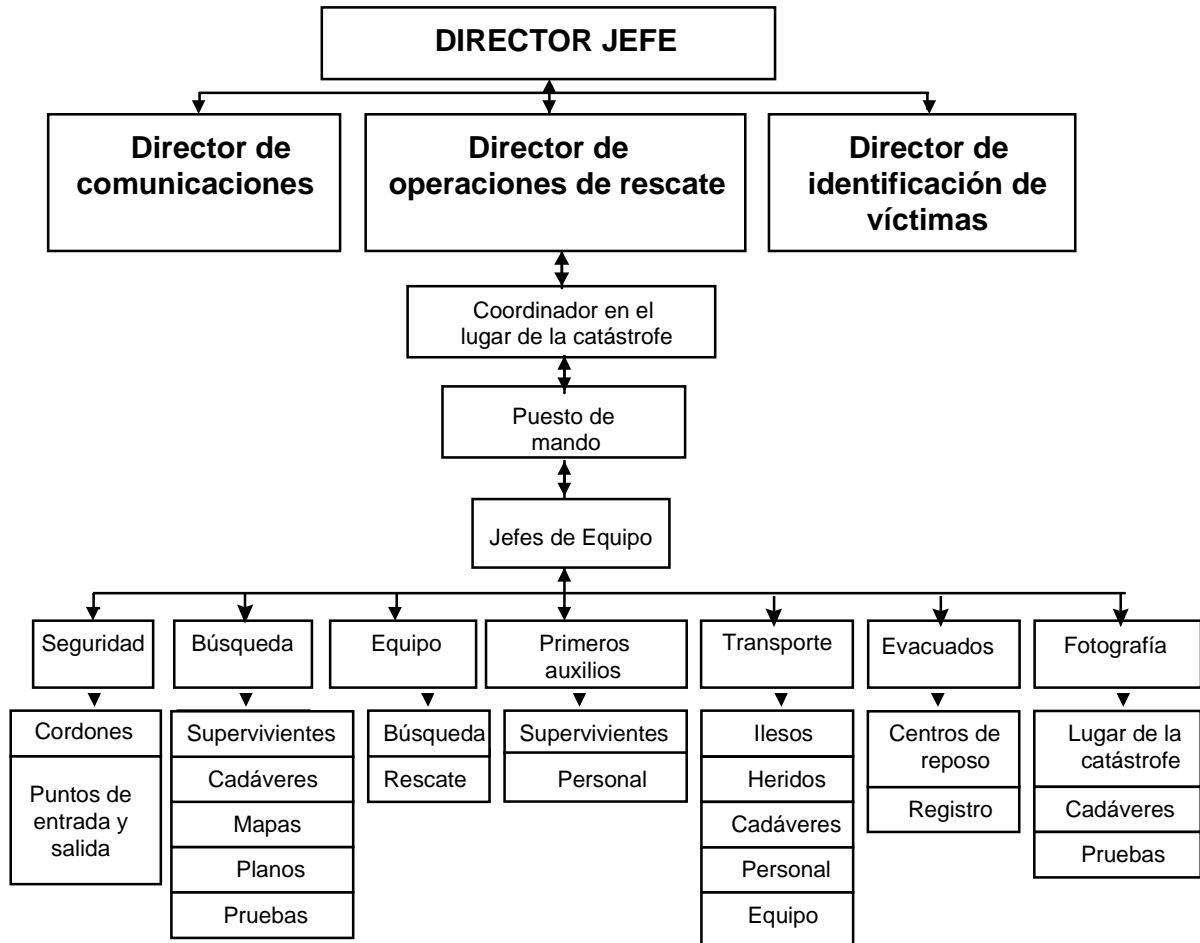 DIRECTOR JEFE
Director de
comunicaciones
Director de
operaciones de rescate
Director de
identificación de
víctimas
Coordinador en el
lugar de la catástrofe
Puesto de
mando
Jefes de Equipo
Seguridad
Búsqueda
Equipo
Primeros
auxilios
Transporte
Evacuados
Fotografía
Cordones
Puntos de
entrada y
salida
Supervivientes
Cadáveres
Mapas
Planos
Pruebas
Búsqueda
Rescate
Supervivientes
Personal
Ilesos
Heridos
Cadáveres
Personal
Equipo
Centros de
reposo
Registro
Lugar de la
catástrofe
Cadáveres
Pruebas